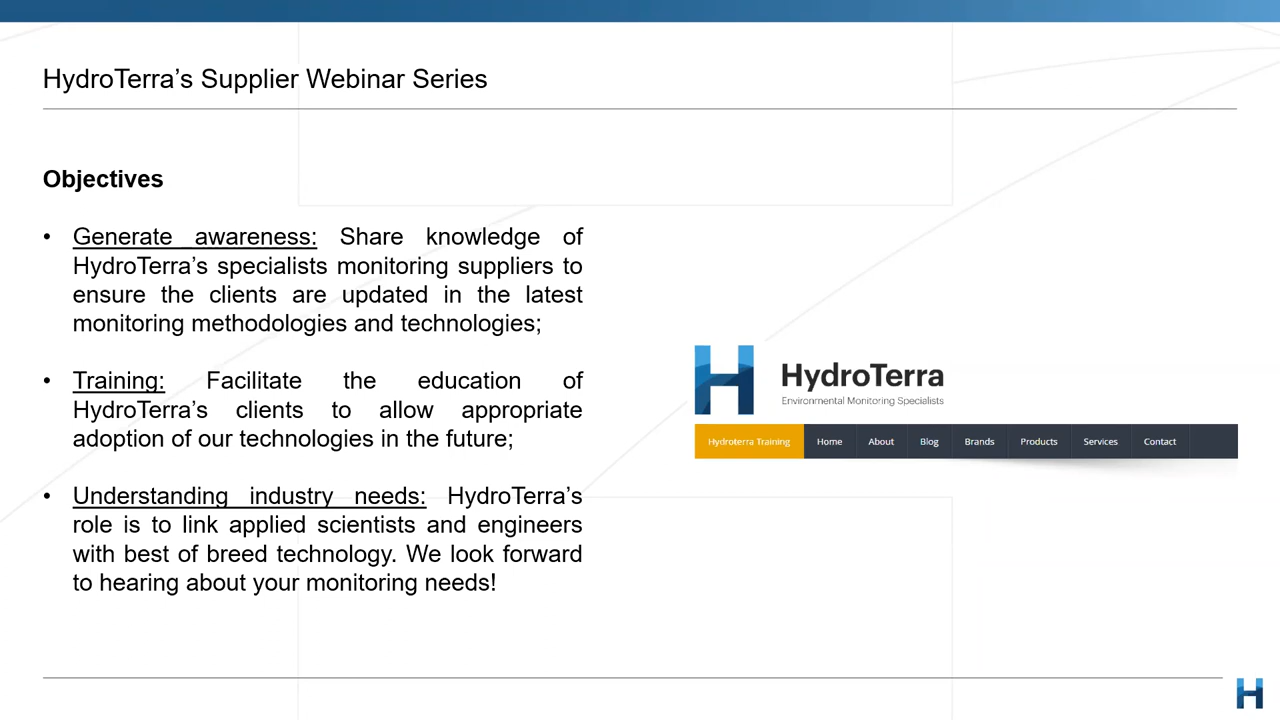 HydroTerra’s Supplier Webinar Series
Objectives
• Generate awareness: Share knowledge of
HydroTerra’s specialists monitoring suppliers to
ensure the clients are updated in the latest
monitoring methodologies and technologies;
• Training: Facilitate the education of
HydroTerra’s clients to allow appropriate
adoption of our technologies in the future;
• Understanding industry needs: HydroTerra’s
role is to link applied scientists and engineers
with best of breed technology. We look forward
to hearing about your monitoring needs!
HydroTerra
Environmental Monitoring Specialists
Hydroterra Training Home About Blog Brands Products Services Contact